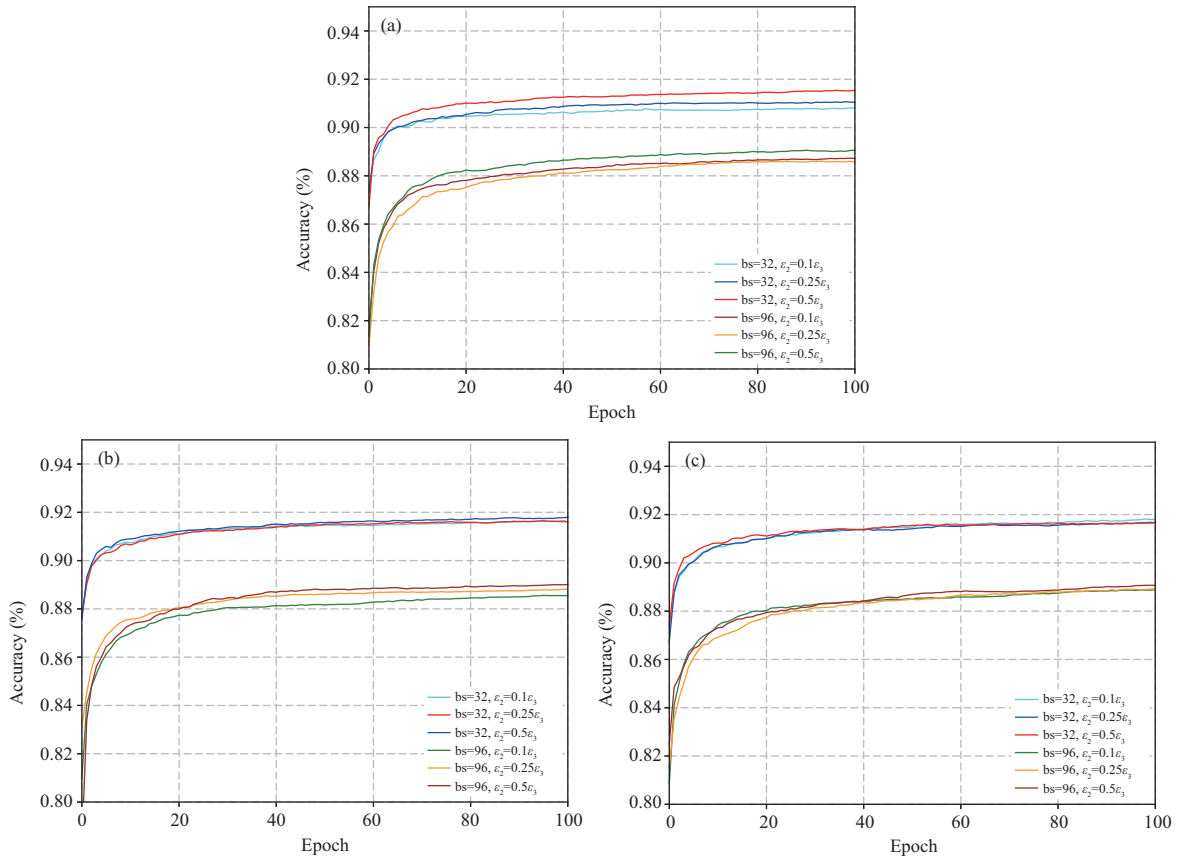 (a)
0.94
0.92
0.90
0.88
0.86
0.84
0.82
0.80
Accuracy (%)
0 20 40 60 80 100
Epoch
bs=32, ε₂=0.1ε₃
bs=32, ε₂=0.25ε₃
bs=32, ε₂=0.5ε₃
bs=96, ε₂=0.1ε₃
bs=96, ε₂=0.25ε₃
bs=96, ε₂=0.5ε₃
(b)
0.94
0.92
0.90
0.88
0.86
0.84
0.82
0.80
Accuracy (%)
0 20 40 60 80 100
Epoch
bs=32, ε₂=0.1ε₃
bs=32, ε₂=0.25ε₃
bs=32, ε₂=0.5ε₃
bs=96, ε₂=0.1ε₃
bs=96, ε₂=0.25ε₃
bs=96, ε₂=0.5ε₃
(c)
0.94
0.92
0.90
0.88
0.86
0.84
0.82
0.80
Accuracy (%)
0 20 40 60 80 100
Epoch
bs=32, ε₂=0.1ε₃
bs=32, ε₂=0.25ε₃
bs=32, ε₂=0.5ε₃
bs=96, ε₂=0.1ε₃
bs=96, ε₂=0.25ε₃
bs=96, ε₂=0.5ε₃